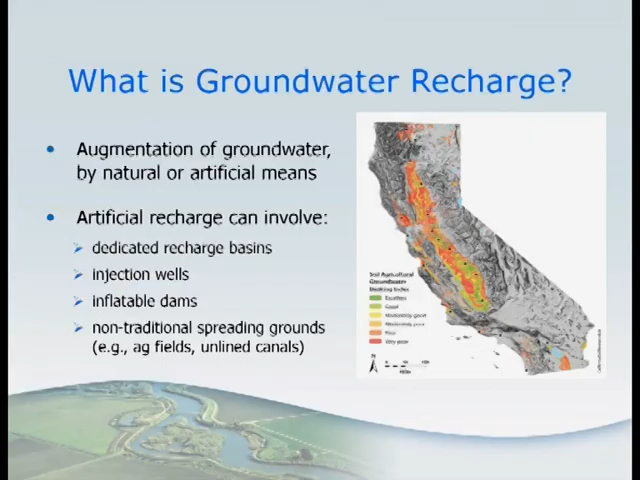 What is Groundwater Recharge?
• Augmentation of groundwater,
by natural or artificial means
• Artificial recharge can involve:
dedicated recharge basins
injection wells
inflatable dams
non-traditional spreading grounds
(e.g., ag fields, unlined canals)
Soil Agricultural
Groundwater
Banking Index
Excellent
Good
Moderately good
Moderately poor
Poor
Very poor
N